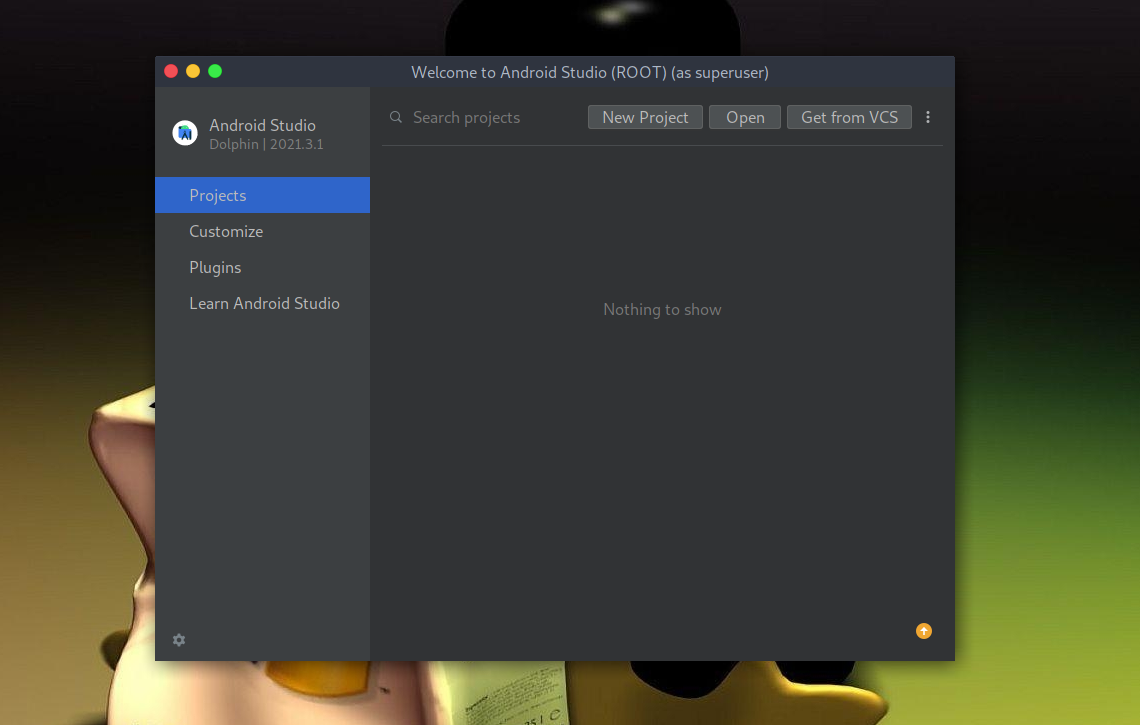 Welcome to Android Studio (ROOT) (as superuser)
Android Studio
Dolphin | 2021.3.1
Search projects
New Project
Open
Get from VCS
Projects
Customize
Plugins
Learn Android Studio
Nothing to show